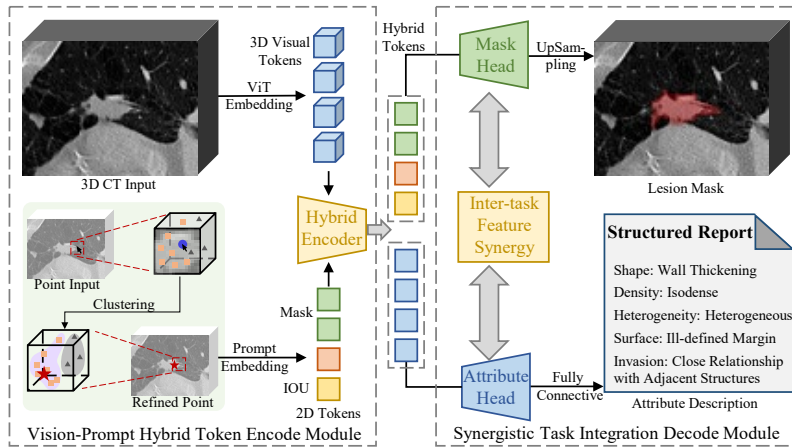 3D CT Input
ViT
Embedding
3D Visual
Tokens
Hybrid
Encoder
Point Input
Clustering
Refined Point
Prompt
Embedding
Mask
IOU
2D Tokens
Vision-Prompt Hybrid Token Encode Module
Hybrid
Tokens
Mask
Head
UpSam-
pling
Lesion Mask
Inter-task
Feature
Synergy
Attribute
Head
Fully
Connective
Structured Report
Shape: Wall Thickening
Density: Isodense
Heterogeneity: Heterogeneous
Surface: Ill-defined Margin
Invasion: Close Relationship
with Adjacent Structures
Attribute Description
Synergistic Task Integration Decode Module